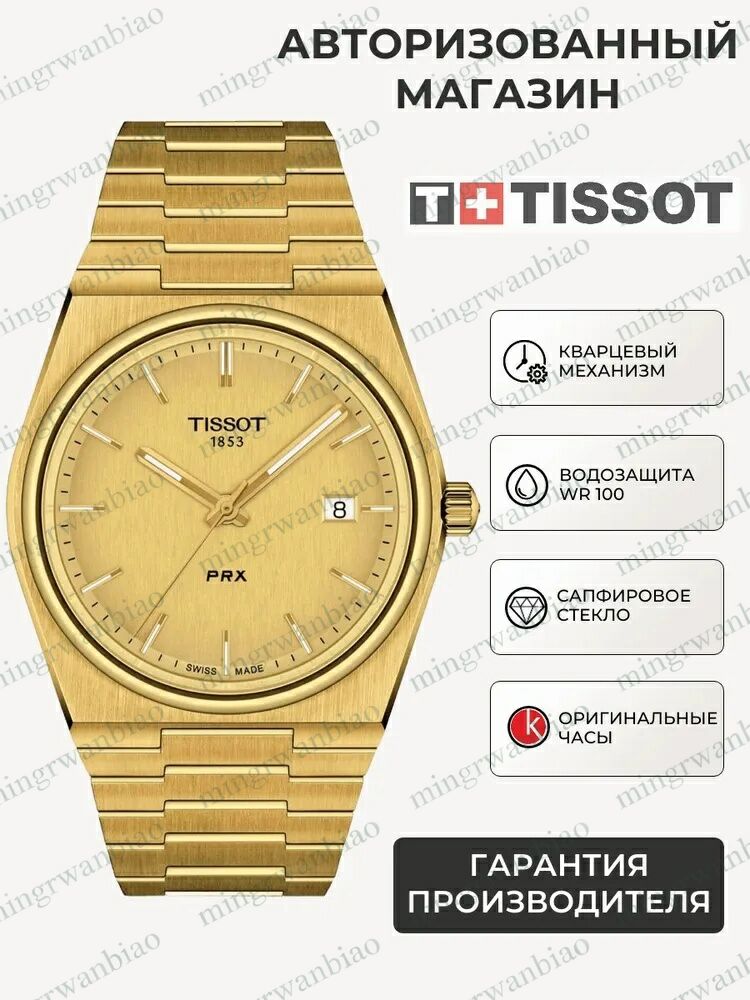 АВТОРИЗОВАННЫЙ
МАГАЗИН
T+TISSOT
TISSOT
1853
8
PRX
SWISS MADE
КВАРЦЕВЫЙ
МЕХАНИЗМ
ВОДОЗАЩИТА
WR 100
САПФИРОВОЕ
СТЕКЛО
k
ОРИГИНАЛЬНЫЕ
ЧАСЫ
ГАРАНТИЯ
ПРОИЗВОДИТЕЛЯ
mingrwanbiao